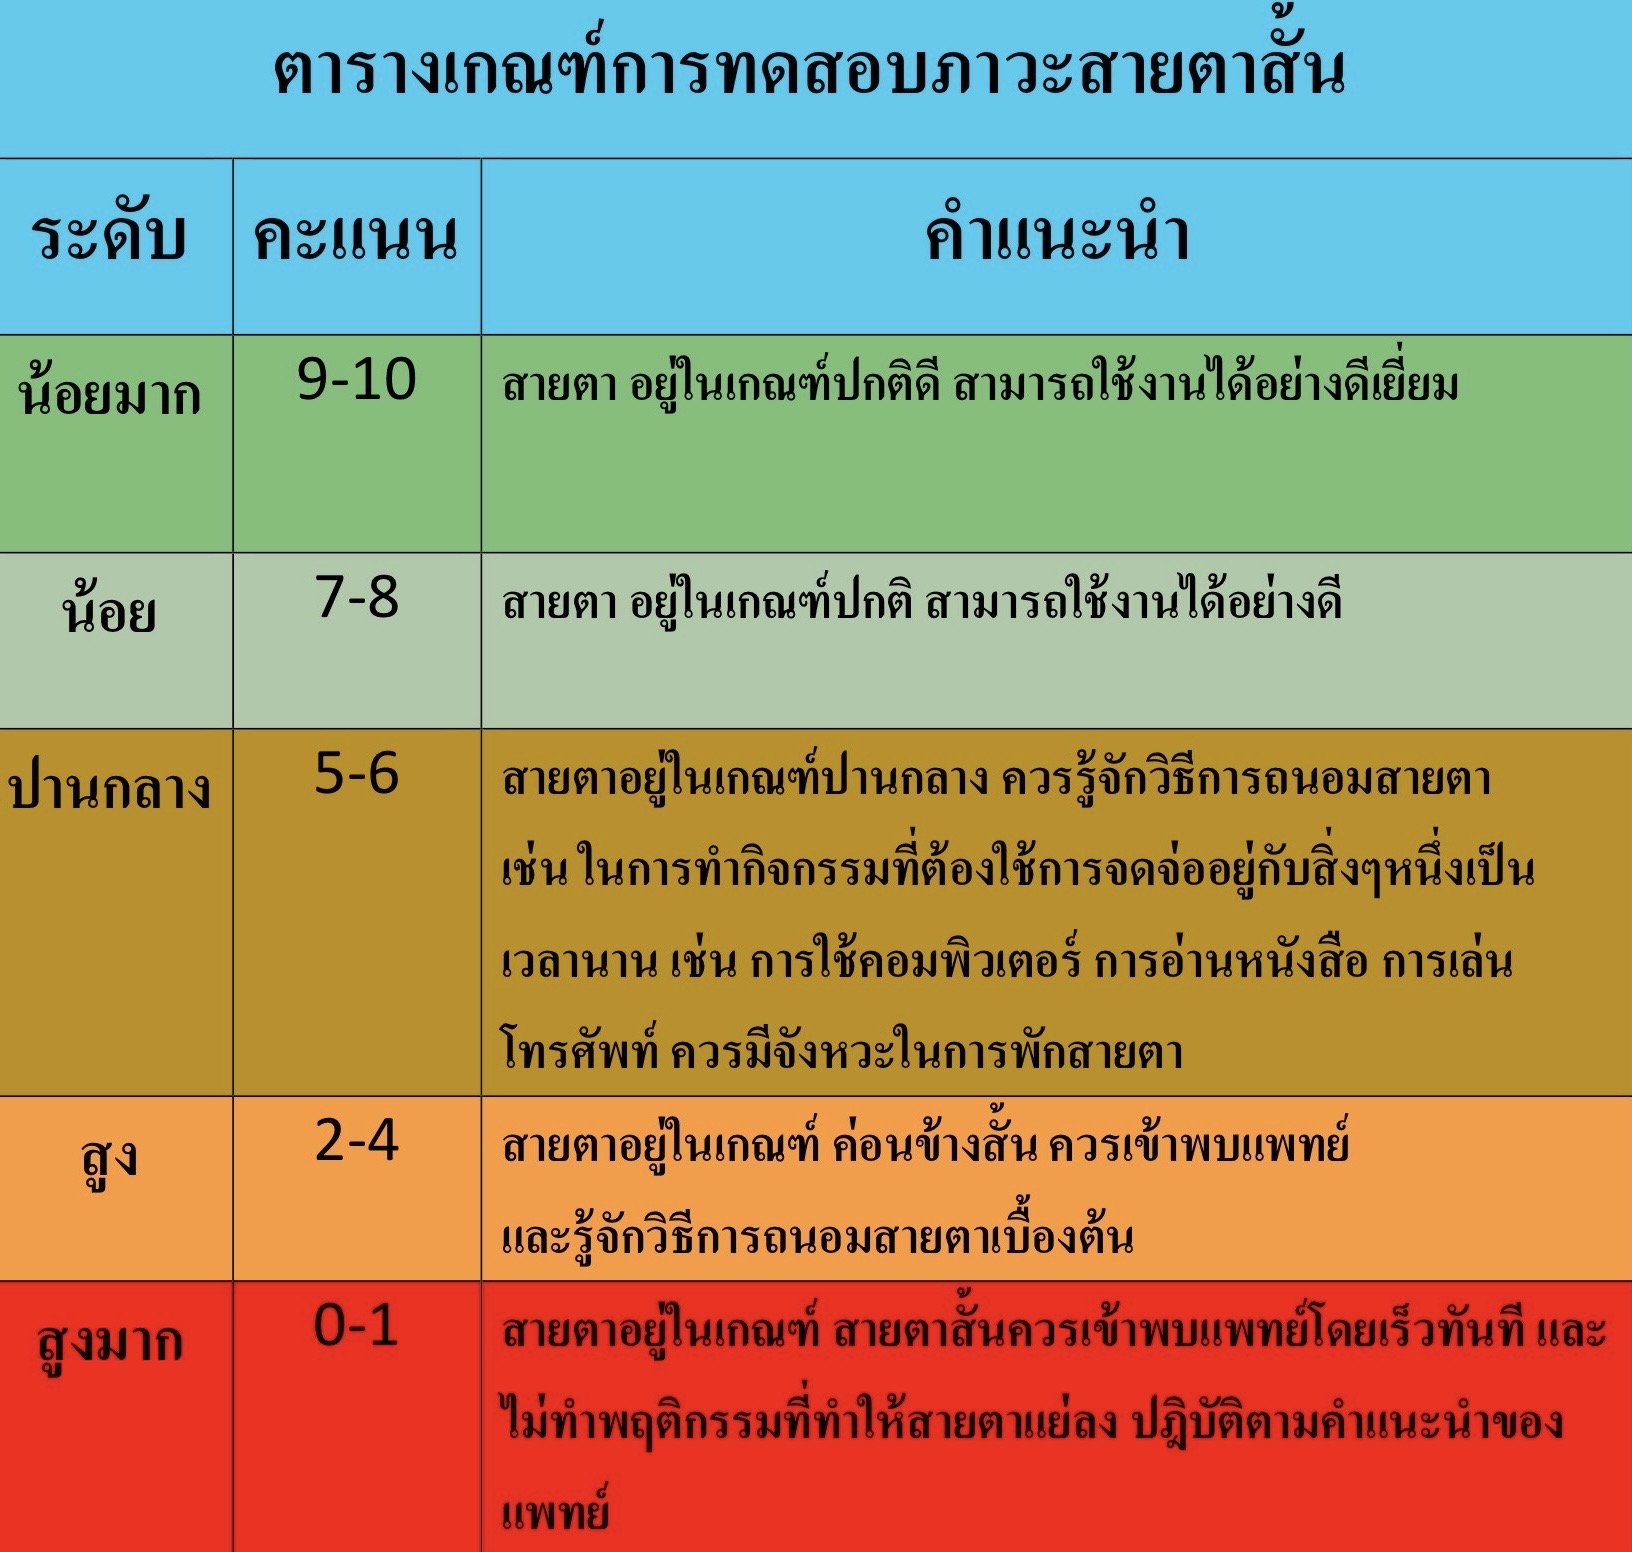 ตารางเกณฑ์การทดสอบภาวะสายตาสั้น
ระดับ คะแนน คำแนะนำ
น้อยมาก 9-10 สายตา อยู่ในเกณฑ์ปกติดี สามารถใช้งานได้อย่างดีเยี่ยม
น้อย 7-8 สายตา อยู่ในเกณฑ์ปกติ สามารถใช้งานได้อย่างดี
ปานกลาง 5-6 สายตาอยู่ในเกณฑ์ปานกลาง ควรรู้จักวิธีการถนอมสายตา
เช่น ในการทำกิจกรรมที่ต้องใช้การจดจ่ออยู่กับสิ่งๆหนึ่งเป็น
เวลานาน เช่น การใช้คอมพิวเตอร์ การอ่านหนังสือ การเล่น
โทรศัพท์ ควรมีจังหวะในการพักสายตา
สูง 2-4 สายตาอยู่ในเกณฑ์ ค่อนข้างสั้น ควรเข้าพบแพทย์
และรู้จักวิธีการถนอมสายตาเบื้องต้น
สูงมาก 0-1 สายตาอยู่ในเกณฑ์ สายตาสั้นควรเข้าพบแพทย์โดยเร็วทันที และ
ไม่ทำพฤติกรรมที่ทำให้สายตาแย่ลง ปฎิบัติตามคำแนะนำของ
แพทย์